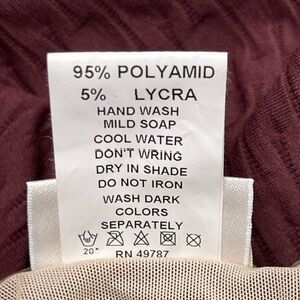 95% POLYAMID
5% LYCRA
HAND WASH
MILD SOAP
COOL WATER
DON'T WRING
DRY IN SHADE
DO NOT IRON
WASH DARK
COLORS
SEPARATELY
20°
RN 49787